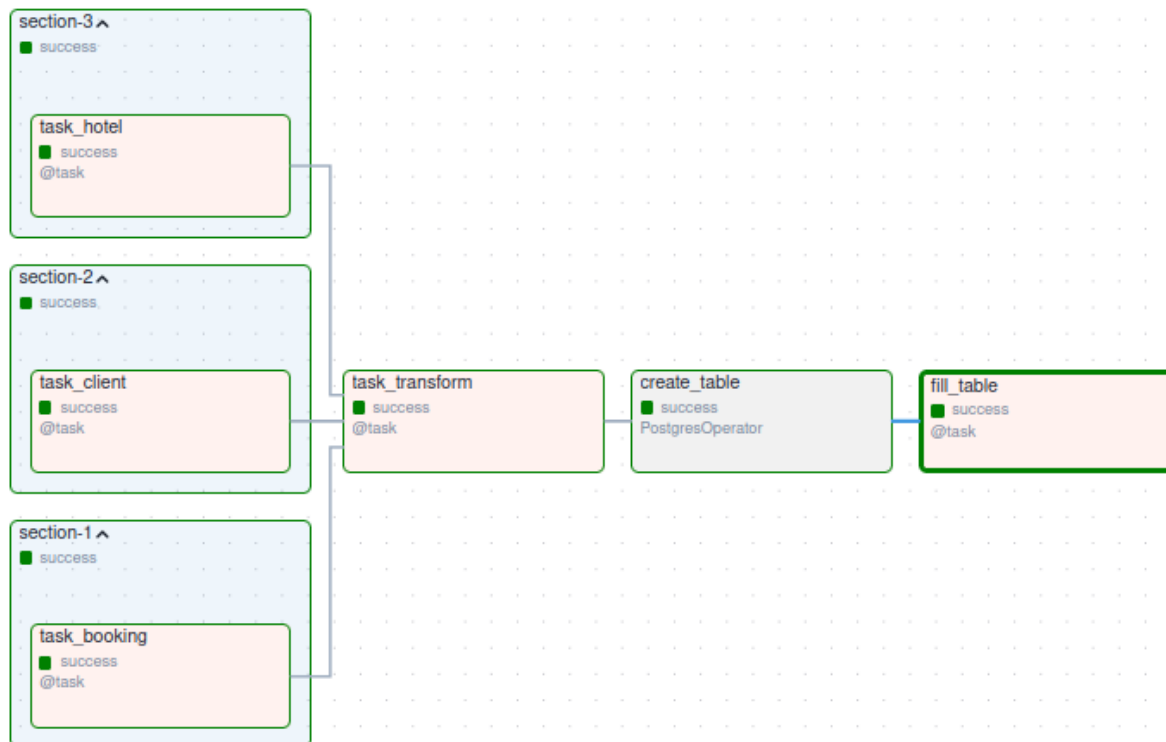 section-3
success
task_hotel
success
@task
section-2
success
task_client
success
@task
task_transform
success
@task
create_table
success
PostgresOperator
fill_table
success
@task
section-1
success
task_booking
success
@task